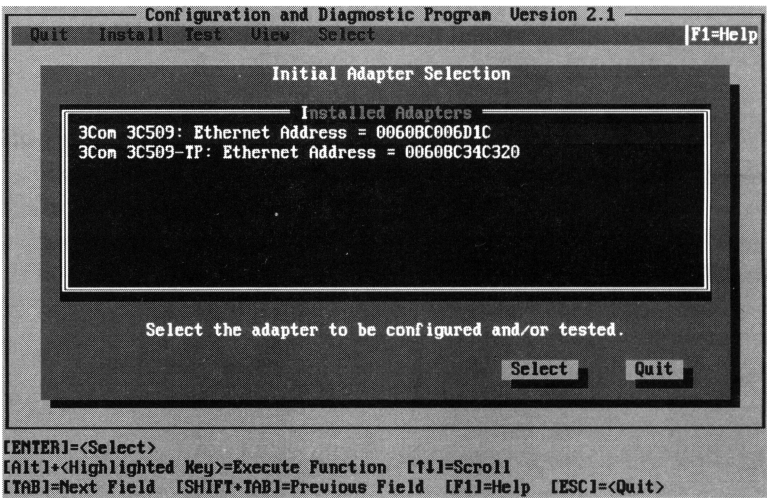 Configuration and Diagnostic Program Version 2.1
Quit Install Test View Select F1=Help
Initial Adapter Selection
Installed Adapters
3Com 3C509: Ethernet Address = 00608C006D1C
3Com 3C509-TP: Ethernet Address = 00608C34C320
Select the adapter to be configured and/or tested.
Select Quit
[ENTER]=<Select>
[Alt]+<Highlighted Key>=Execute Function [↑↓]=Scroll
[TAB]=Next Field [SHIFT+TAB]=Previous Field [F1]=Help [ESC]=<Quit>